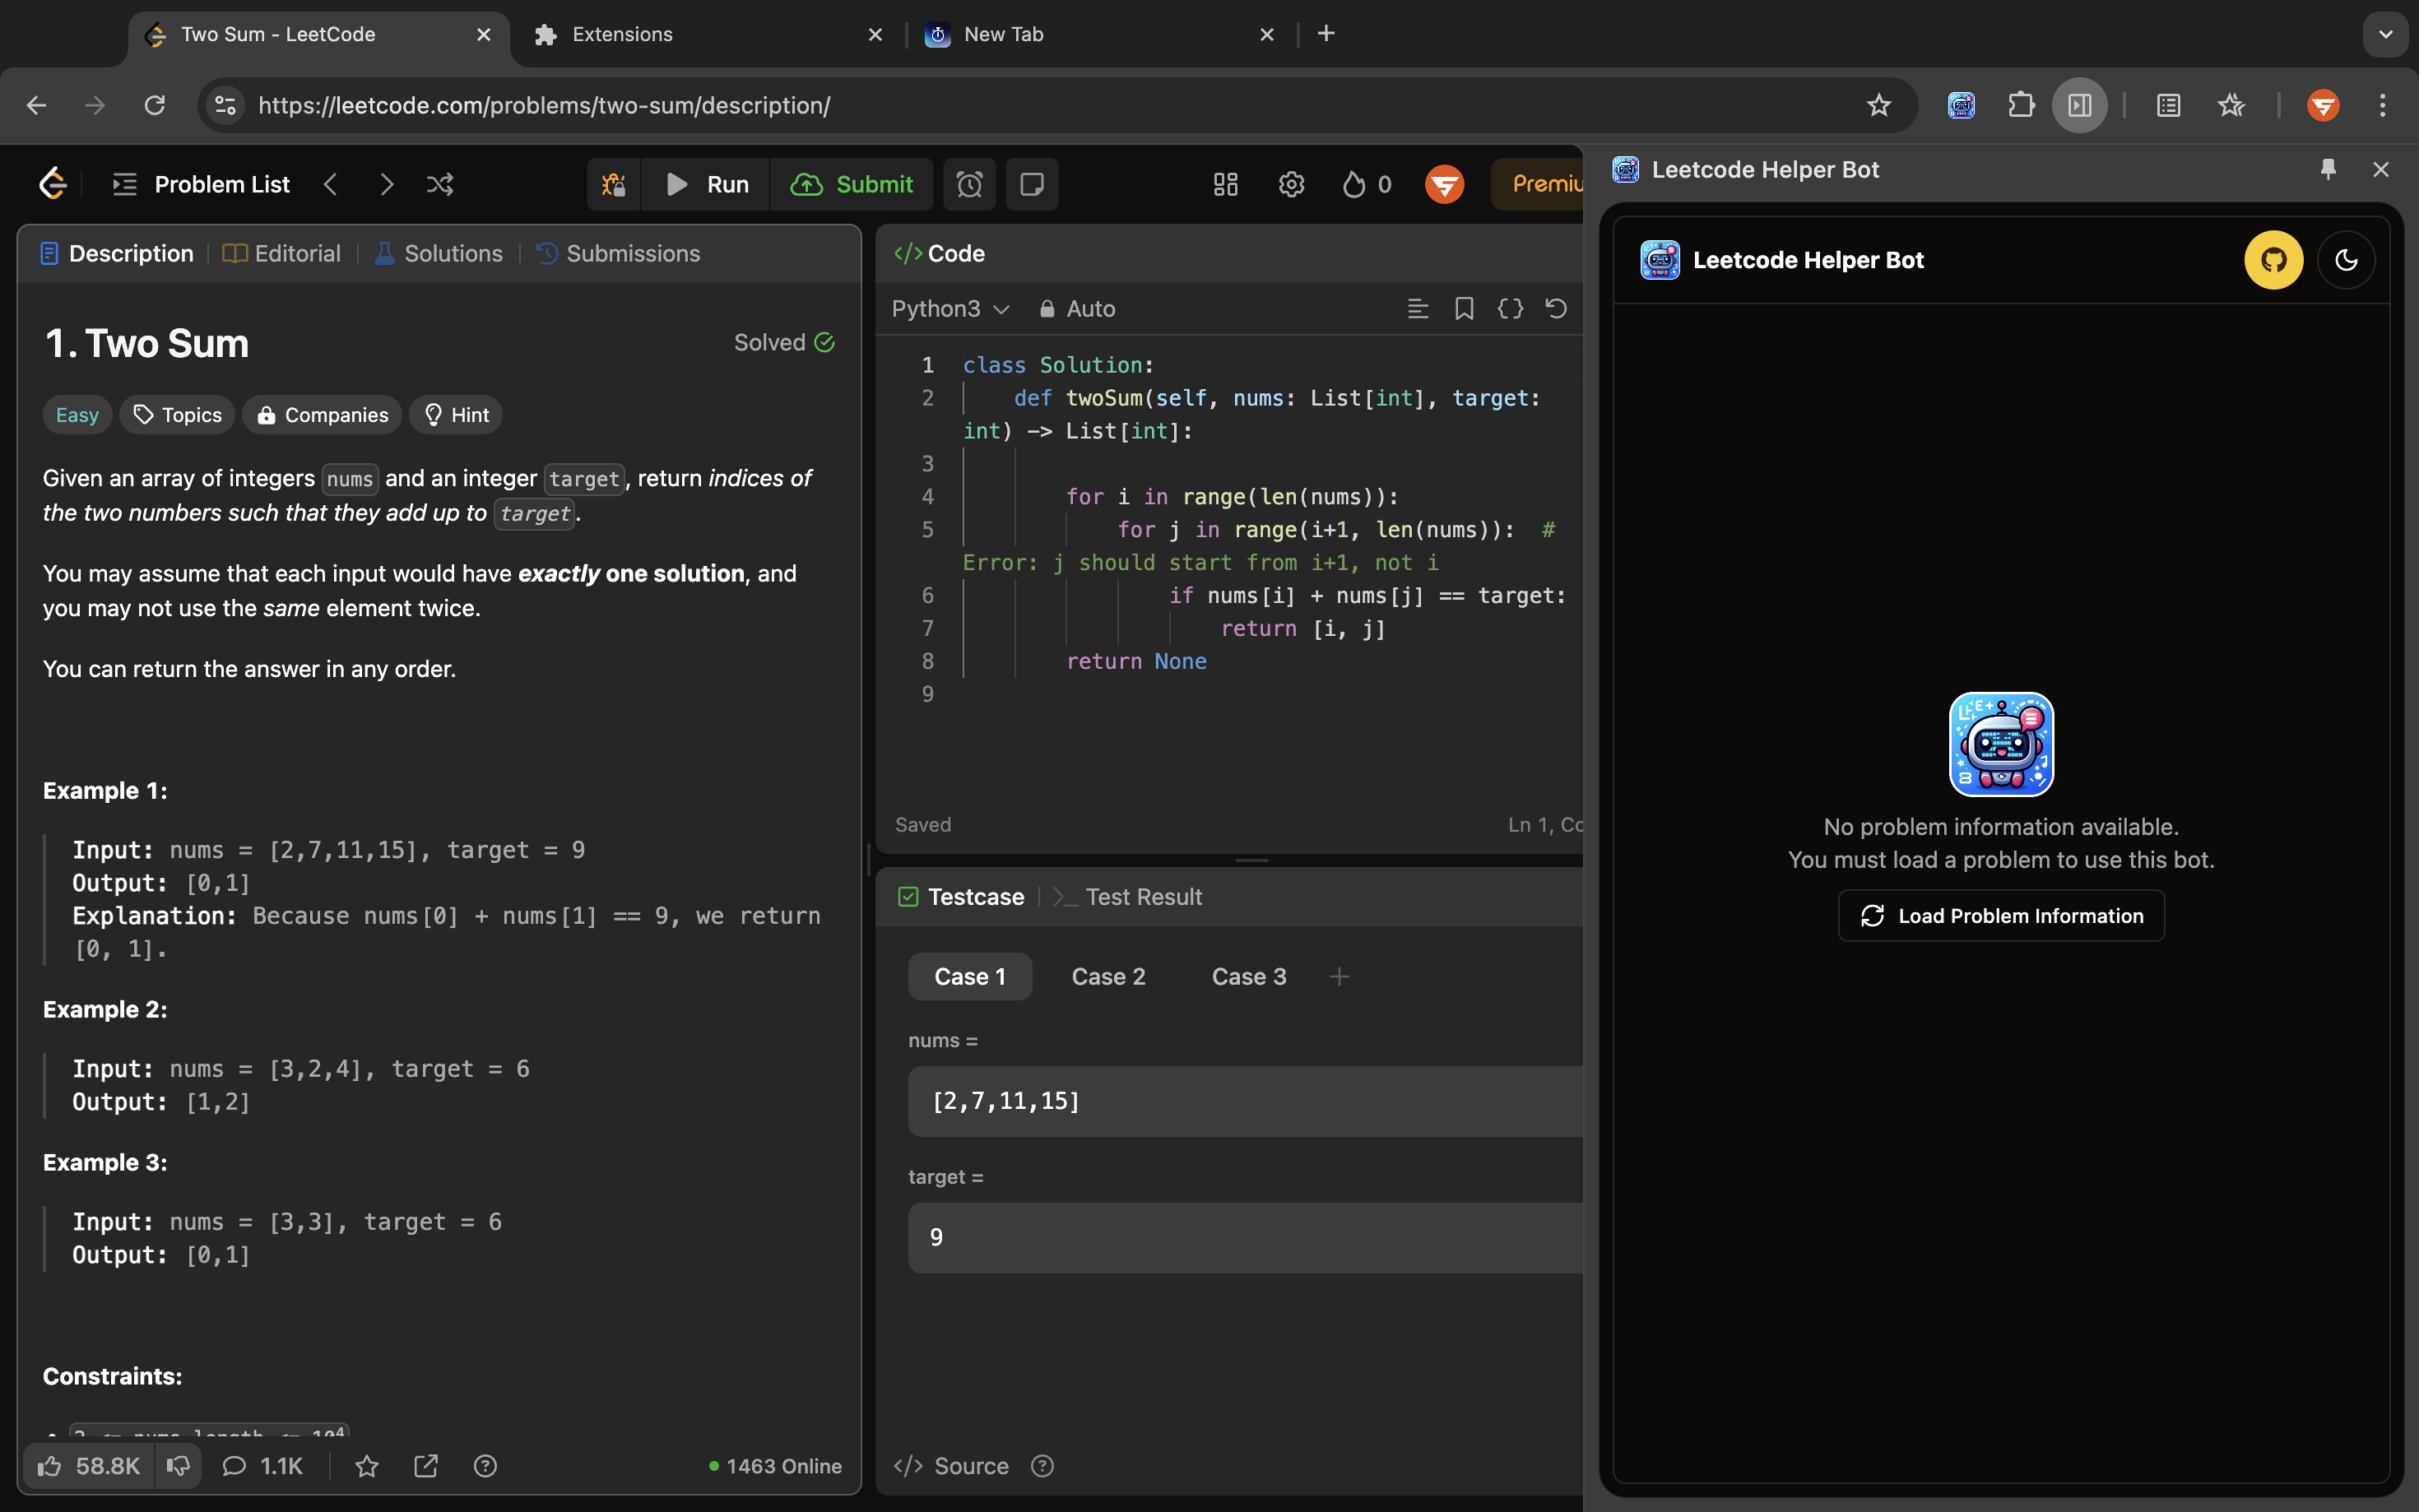 Two Sum - LeetCode
Extensions
New Tab
https://leetcode.com/problems/two-sum/description/
Problem List
Run
Submit
0
Premiu
Description
Editorial
Solutions
Submissions
1. Two Sum
Solved
Easy
Topics
Companies
Hint
Given an array of integers nums and an integer target, return indices of
the two numbers such that they add up to target.
You may assume that each input would have exactly one solution, and
you may not use the same element twice.
You can return the answer in any order.
Example 1:
Input: nums = [2,7,11,15], target = 9
Output: [0,1]
Explanation: Because nums[0] + nums[1] == 9, we return
[0, 1].
Example 2:
Input: nums = [3,2,4], target = 6
Output: [1,2]
Example 3:
Input: nums = [3,3], target = 6
Output: [0,1]
Constraints:
2 <= nums.length <= 10⁴
58.8K
1.1K
1463 Online
</> Code
Python3
Auto
1 class Solution:
2 def twoSum(self, nums: List[int], target:
int) -> List[int]:
3
4 for i in range(len(nums)):
5 for j in range(i+1, len(nums)): #
Error: j should start from i+1, not i
6 if nums[i] + nums[j] == target:
7 return [i, j]
8 return None
9
Saved
Ln 1, Co
Testcase
Test Result
Case 1
Case 2
Case 3
nums =
[2,7,11,15]
target =
9
</> Source
Leetcode Helper Bot
Leetcode Helper Bot
No problem information available.
You must load a problem to use this bot.
Load Problem Information